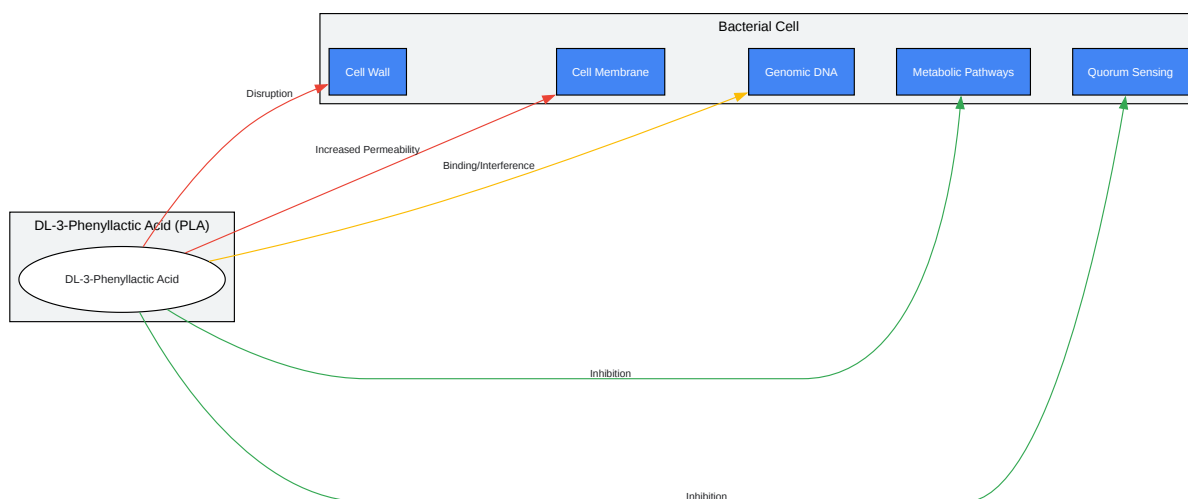 Bacterial Cell
Cell Wall
Cell Membrane
Genomic DNA
Metabolic Pathways
Quorum Sensing
Disruption
Increased Permeability
Binding/Interference
DL-3-Phenyllactic Acid (PLA)
DL-3-Phenyllactic Acid
Inhibition
Inhibition